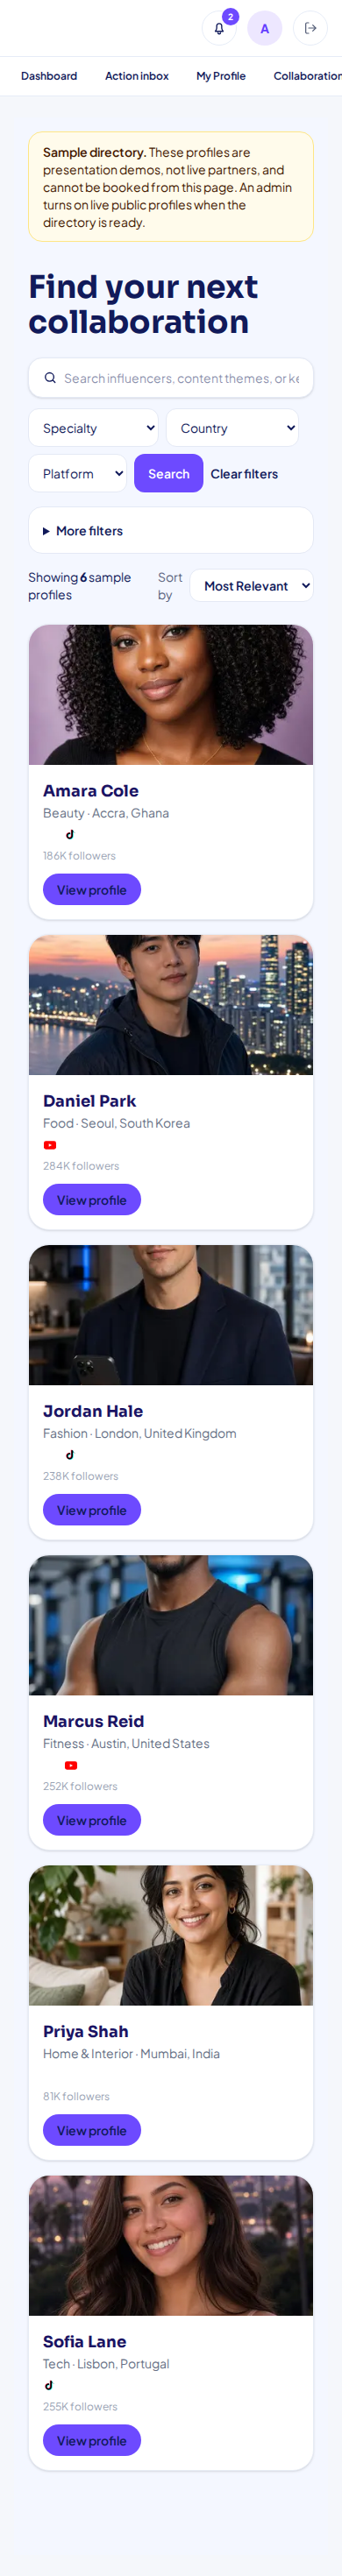 2
A
Dashboard Action inbox My Profile Collaboration
Sample directory. These profiles are
presentation demos, not live partners, and
cannot be booked from this page. An admin
turns on live public profiles when the
directory is ready.
Find your next
collaboration
Search influencers, content themes, or ke
Specialty Country
Platform Search Clear filters
More filters
Showing 6 sample
profiles
Sort
by
Most Relevant
Amara Cole
Beauty · Accra, Ghana
186K followers
View profile
Daniel Park
Food · Seoul, South Korea
284K followers
View profile
Jordan Hale
Fashion · London, United Kingdom
238K followers
View profile
Marcus Reid
Fitness · Austin, United States
252K followers
View profile
Priya Shah
Home & Interior · Mumbai, India
81K followers
View profile
Sofia Lane
Tech · Lisbon, Portugal
255K followers
View profile